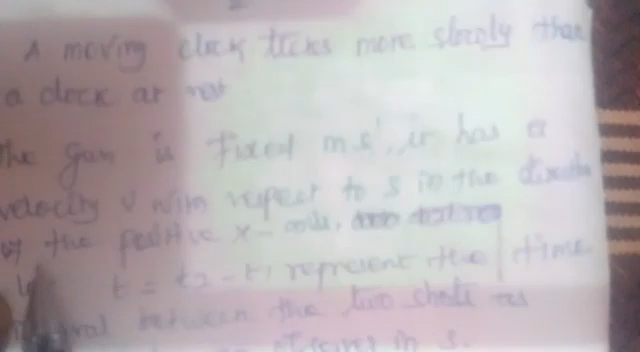 A moving clock ticks more slowly than
a clock at rest
The gun is fixed in s', it has a
velocity v with respect to s in the direction
of the positive x-axis,
let t = t2 - t1 represent the time
interval between the two shots as
in s.